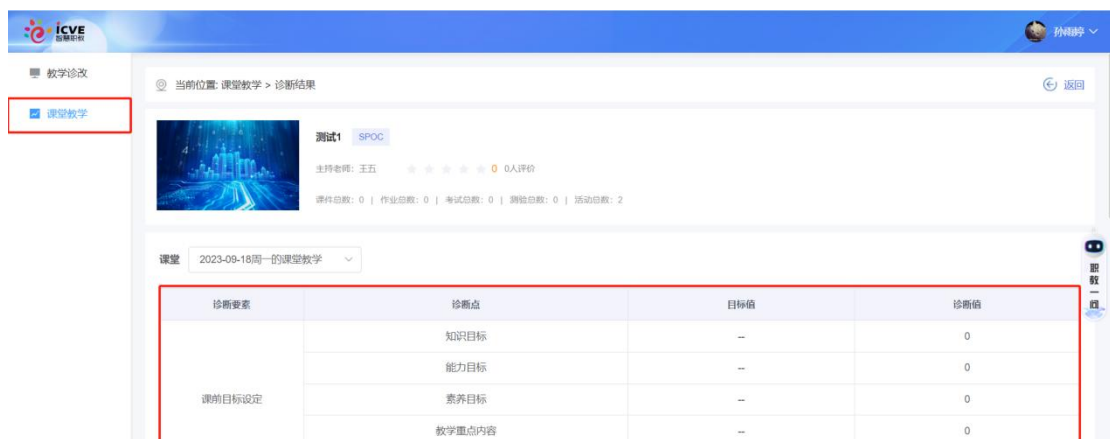 icve
智慧职教
孙雨婷
教学诊改
课堂教学
当前位置: 课堂教学 > 诊断结果
返回
测试1 SPOC
主持老师: 王五 0 0人评价
课件总数: 0 | 作业总数: 0 | 考试总数: 0 | 测验总数: 0 | 活动总数: 2
课堂 2023-09-18周一的课堂教学
诊断要素 诊断点 目标值 诊断值
知识目标 -- 0
能力目标 -- 0
课前目标设定 素养目标 -- 0
教学重点内容 -- 0
职教一问